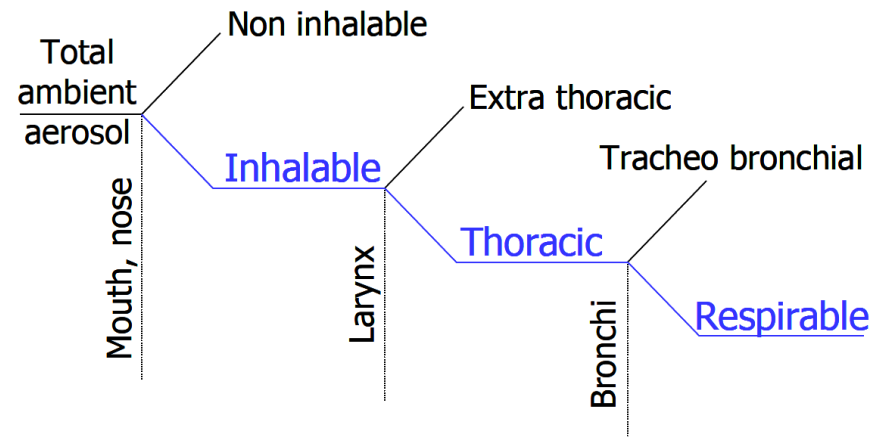 Non inhalable
Total
ambient
aerosol
Extra thoracic
Inhalable
Tracheo bronchial
Mouth, nose
Thoracic
Larynx
Respirable
Bronchi